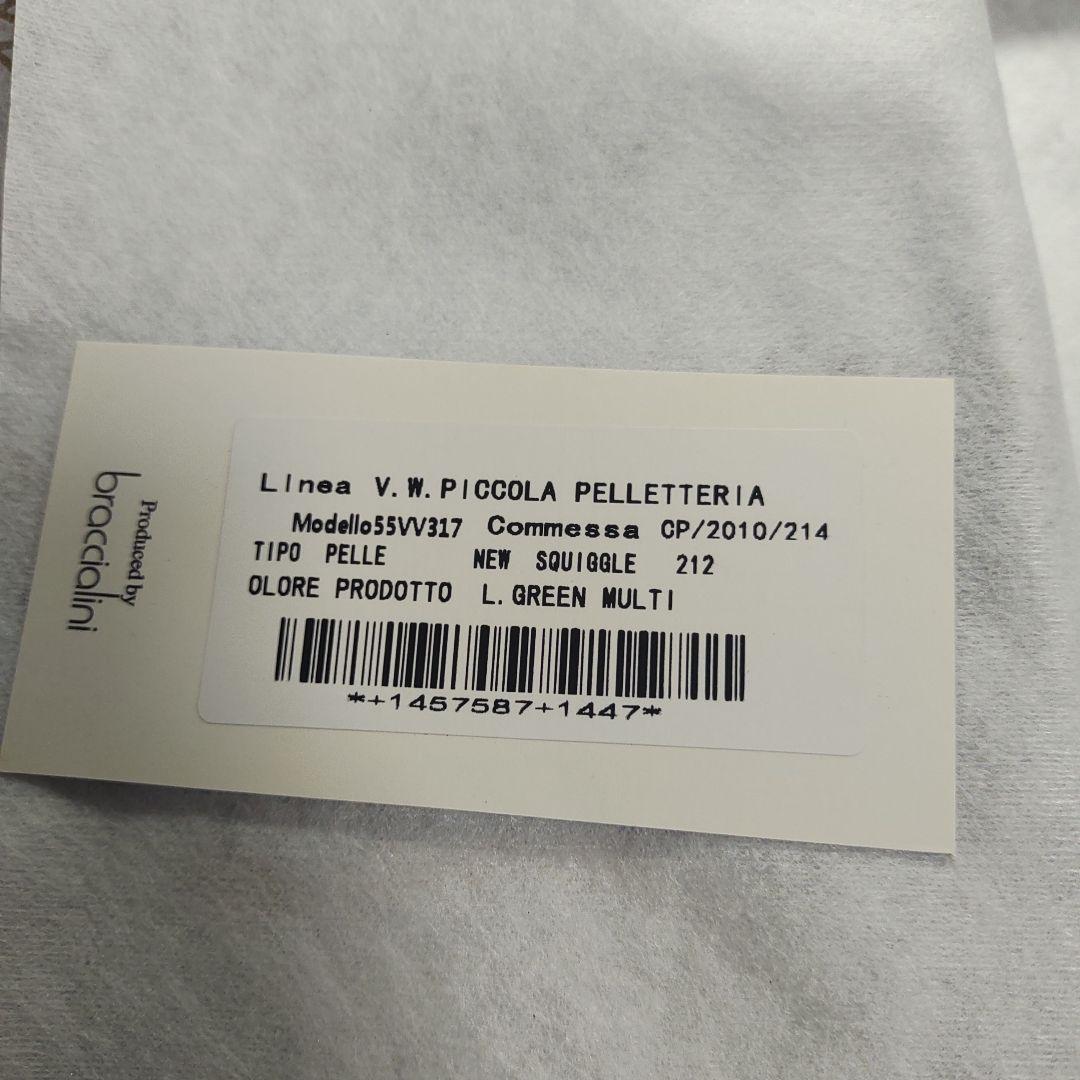 Linea V.W.PICCOLA PELLETTERIA
Modello55VV317 Commessa CP/2010/214
TIPO PELLE NEW SQUIGGLE 212
OLORE PRODOTTO L.GREEN MULTI
*+1457587+1447*
Produced by
braccialini